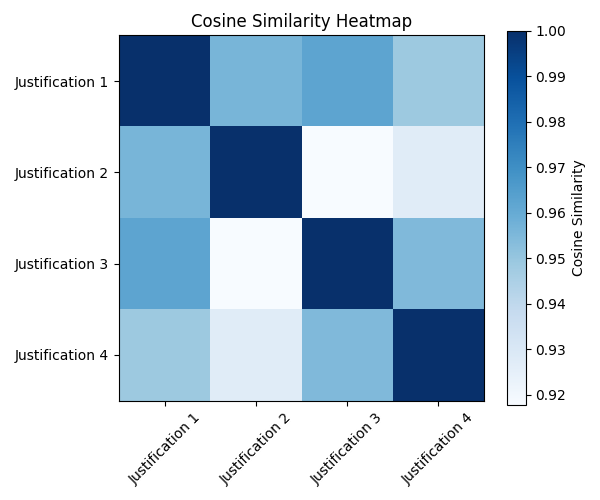 Cosine Similarity Heatmap
Justification 1
Justification 2
Justification 3
Justification 4
Justification 1
Justification 2
Justification 3
Justification 4
1.00
0.99
0.98
0.97
0.96
0.95
0.94
0.93
0.92
Cosine Similarity